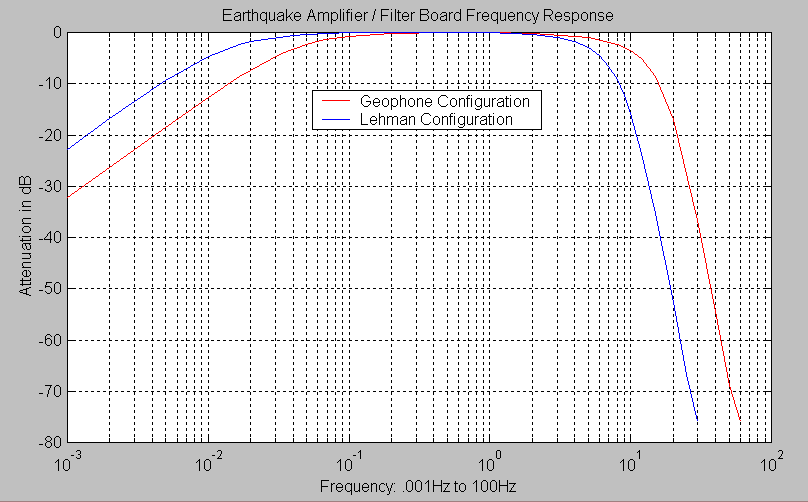 Earthquake Amplifier / Filter Board Frequency Response
0
-10
-20
-30
-40
-50
-60
-70
-80
Attenuation in dB
Geophone Configuration
Lehman Configuration
10^-3 10^-2 10^-1 10^0 10^1 10^2
Frequency: .001Hz to 100Hz